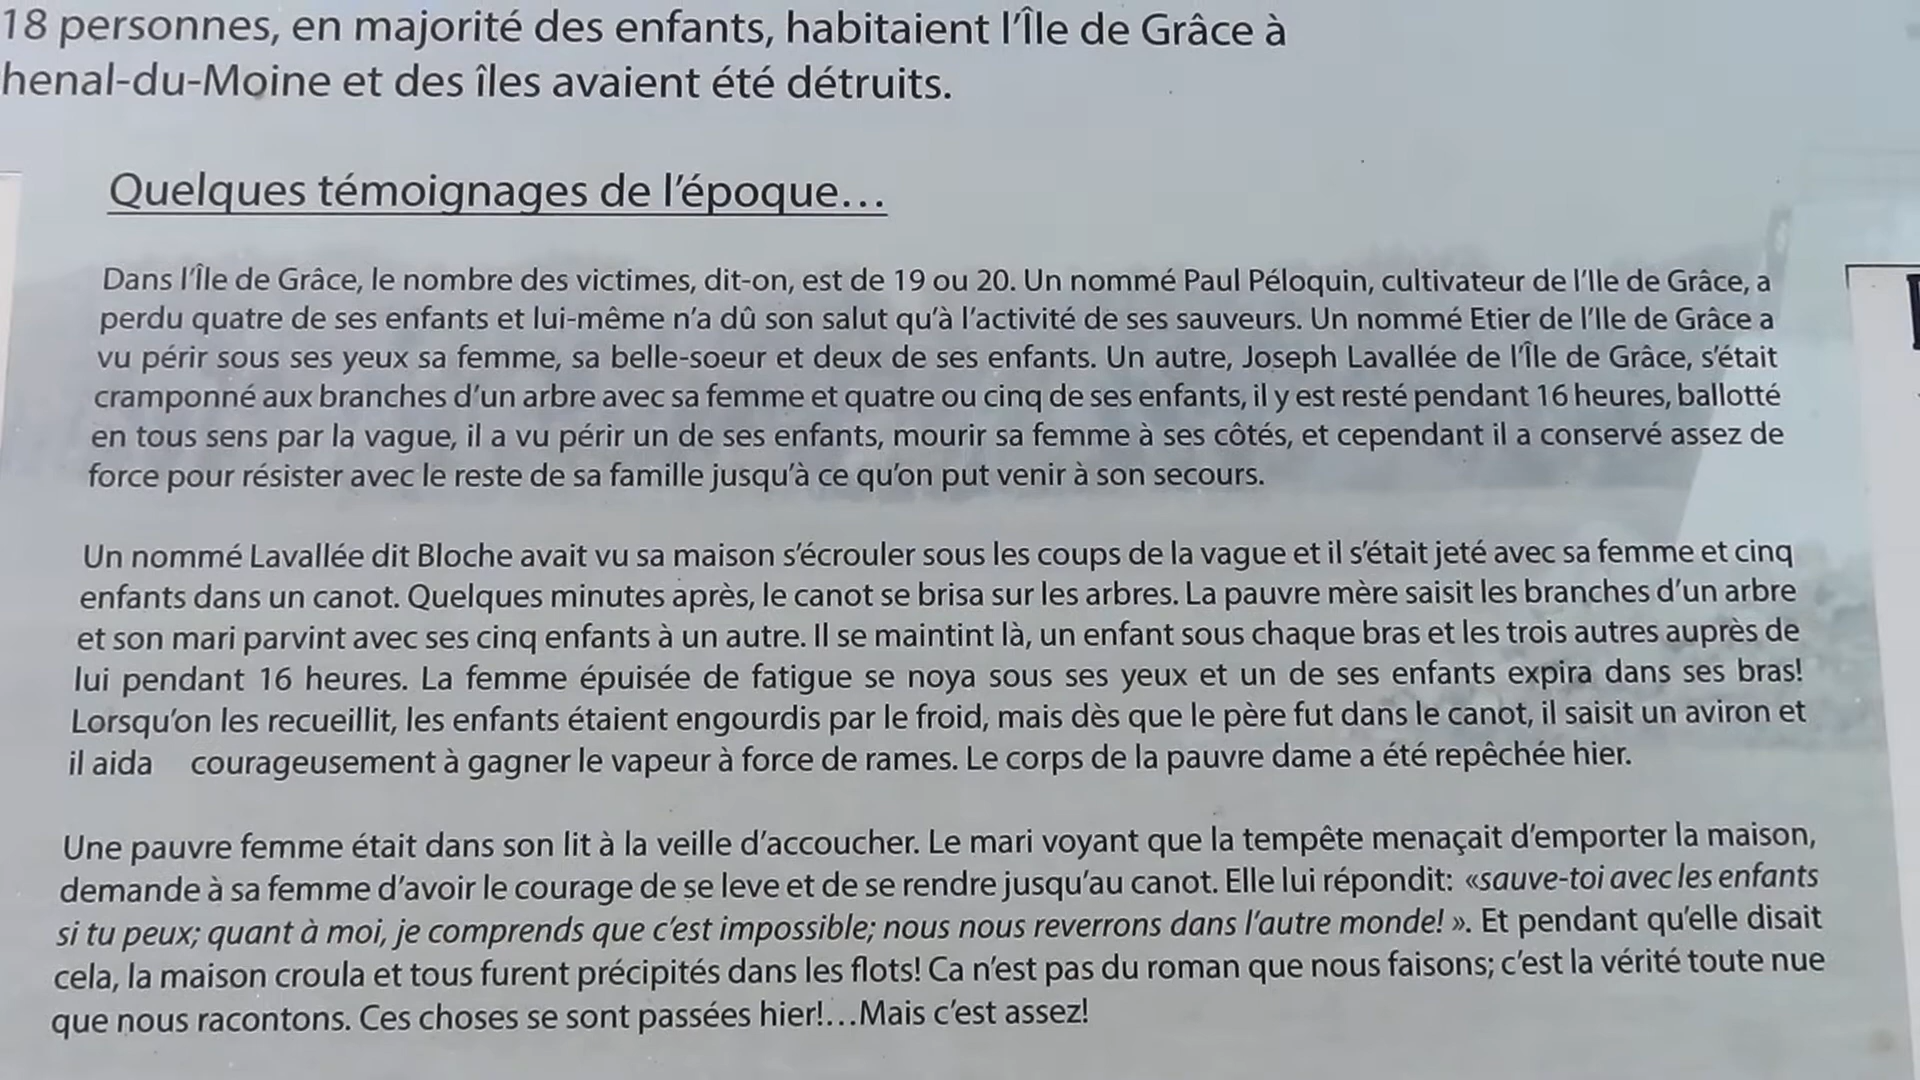 18 personnes, en majorité des enfants, habitaient l'Île de Grâce à
henal-du-Moine et des îles avaient été détruits.
Quelques témoignages de l'époque...
Dans l'Île de Grâce, le nombre des victimes, dit-on, est de 19 ou 20. Un nommé Paul Péloquin, cultivateur de l'Ile de Grâce, a
perdu quatre de ses enfants et lui-même n'a dû son salut qu'à l'activité de ses sauveurs. Un nommé Etier de l'Ile de Grâce a
vu périr sous ses yeux sa femme, sa belle-soeur et deux de ses enfants. Un autre, Joseph Lavallée de l'Île de Grâce, s'était
cramponné aux branches d'un arbre avec sa femme et quatre ou cinq de ses enfants, il y est resté pendant 16 heures, ballotté
en tous sens par la vague, il a vu périr un de ses enfants, mourir sa femme à ses côtés, et cependant il a conservé assez de
force pour résister avec le reste de sa famille jusqu'à ce qu'on put venir à son secours.
Un nommé Lavallée dit Bloche avait vu sa maison s'écrouler sous les coups de la vague et il s'était jeté avec sa femme et cinq
enfants dans un canot. Quelques minutes après, le canot se brisa sur les arbres. La pauvre mère saisit les branches d'un arbre
et son mari parvint avec ses cinq enfants à un autre. Il se maintint là, un enfant sous chaque bras et les trois autres auprès de
lui pendant 16 heures. La femme épuisée de fatigue se noya sous ses yeux et un de ses enfants expira dans ses bras!
Lorsqu'on les recueillit, les enfants étaient engourdis par le froid, mais dès que le père fut dans le canot, il saisit un aviron et
il aida courageusement à gagner le vapeur à force de rames. Le corps de la pauvre dame a été repêchée hier.
Une pauvre femme était dans son lit à la veille d'accoucher. Le mari voyant que la tempête menaçait d'emporter la maison,
demande à sa femme d'avoir le courage de se leve et de se rendre jusqu'au canot. Elle lui répondit: «sauve-toi avec les enfants
si tu peux; quant à moi, je comprends que c'est impossible; nous nous reverrons dans l'autre monde! ». Et pendant qu'elle disait
cela, la maison croula et tous furent précipités dans les flots! Ca n'est pas du roman que nous faisons; c'est la vérité toute nue
que nous racontons. Ces choses se sont passées hier!...Mais c'est assez!